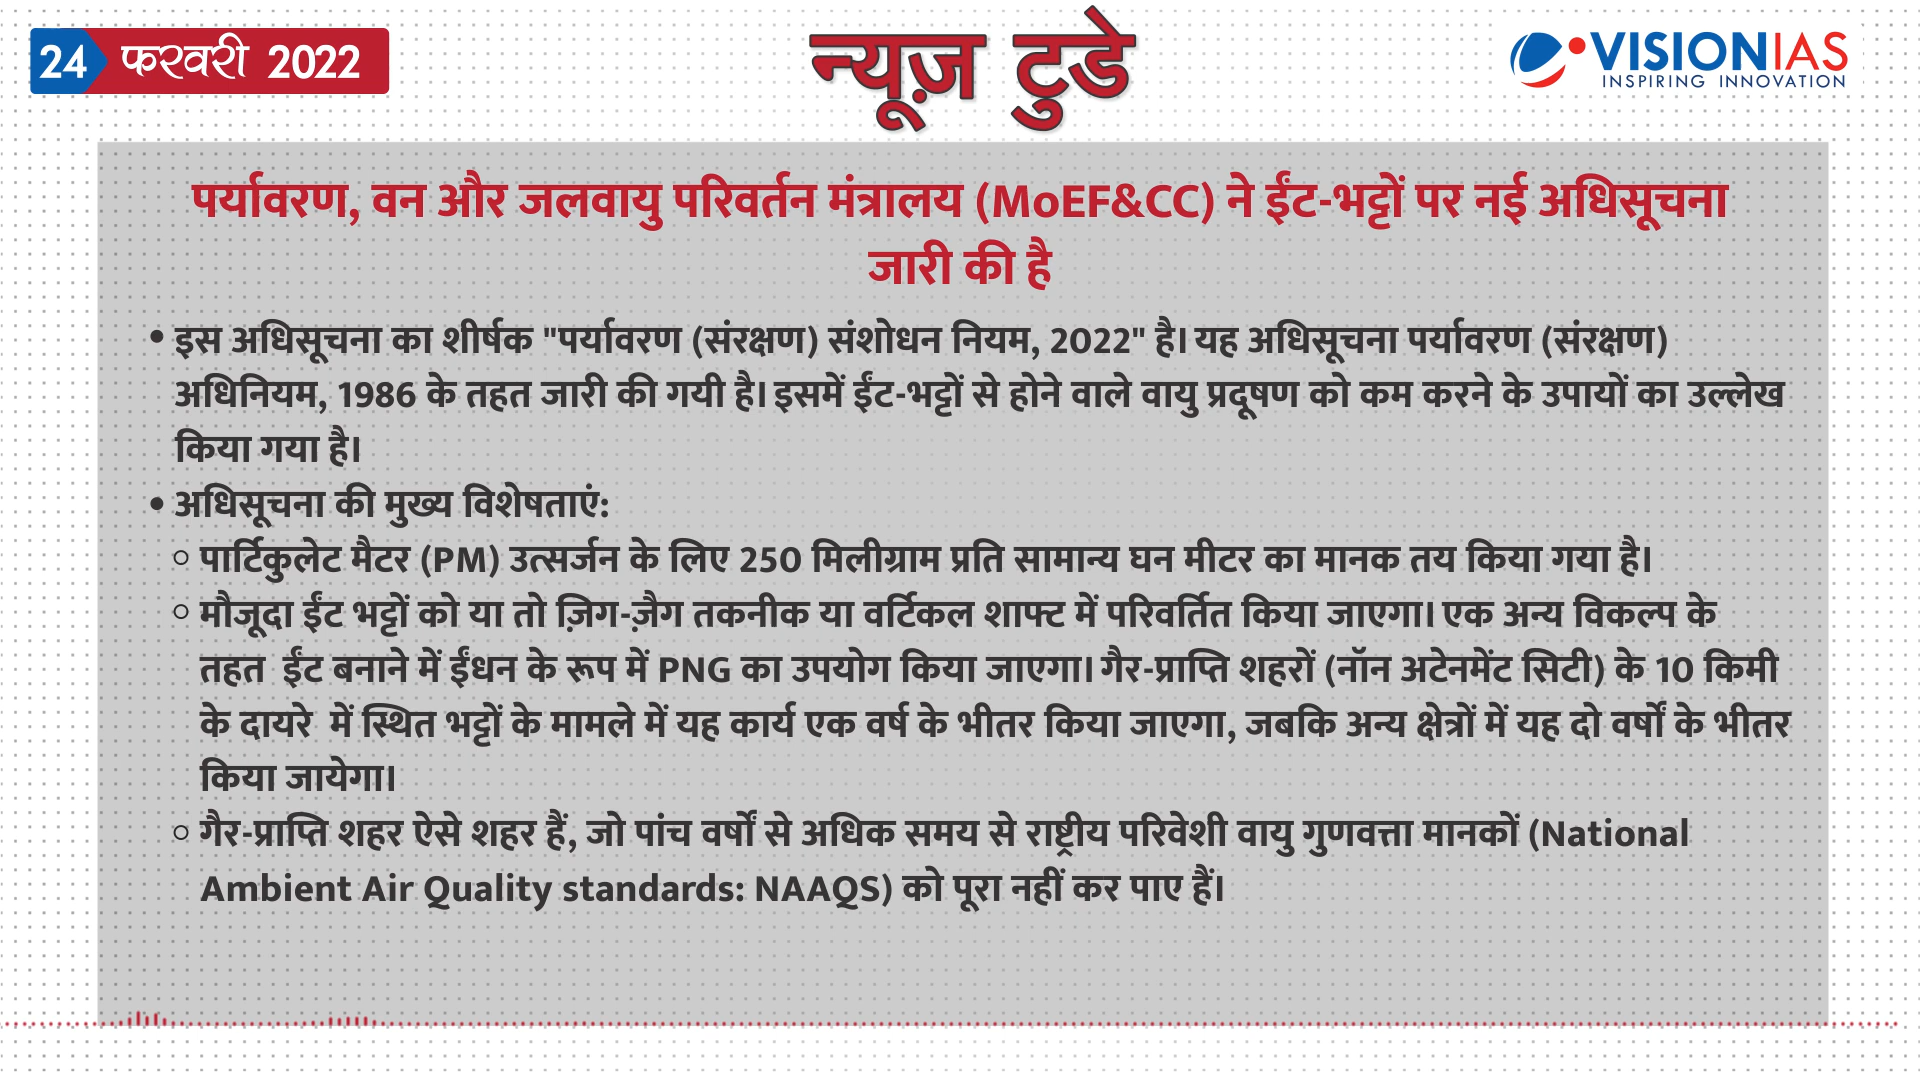 24 फरवरी 2022
न्यूज़ टुडे
VISIONIAS
INSPIRING INNOVATION
पर्यावरण, वन और जलवायु परिवर्तन मंत्रालय (MoEF&CC) ने ईंट-भट्टों पर नई अधिसूचना
जारी की है
• इस अधिसूचना का शीर्षक "पर्यावरण (संरक्षण) संशोधन नियम, 2022" है। यह अधिसूचना पर्यावरण (संरक्षण)
अधिनियम, 1986 के तहत जारी की गयी है। इसमें ईंट-भट्टों से होने वाले वायु प्रदूषण को कम करने के उपायों का उल्लेख
किया गया है।
• अधिसूचना की मुख्य विशेषताएं:
○ पार्टिकुलेट मैटर (PM) उत्सर्जन के लिए 250 मिलीग्राम प्रति सामान्य घन मीटर का मानक तय किया गया है।
○ मौजूदा ईंट भट्टों को या तो ज़िग-ज़ैग तकनीक या वर्टिकल शाफ्ट में परिवर्तित किया जाएगा। एक अन्य विकल्प के
तहत ईंट बनाने में ईंधन के रूप में PNG का उपयोग किया जाएगा। गैर-प्राप्ति शहरों (नॉन अटेनमेंट सिटी) के 10 किमी
के दायरे में स्थित भट्टों के मामले में यह कार्य एक वर्ष के भीतर किया जाएगा, जबकि अन्य क्षेत्रों में यह दो वर्षों के भीतर
किया जायेगा।
○ गैर-प्राप्ति शहर ऐसे शहर हैं, जो पांच वर्षों से अधिक समय से राष्ट्रीय परिवेशी वायु गुणवत्ता मानकों (National
Ambient Air Quality standards: NAAQS) को पूरा नहीं कर पाए हैं।